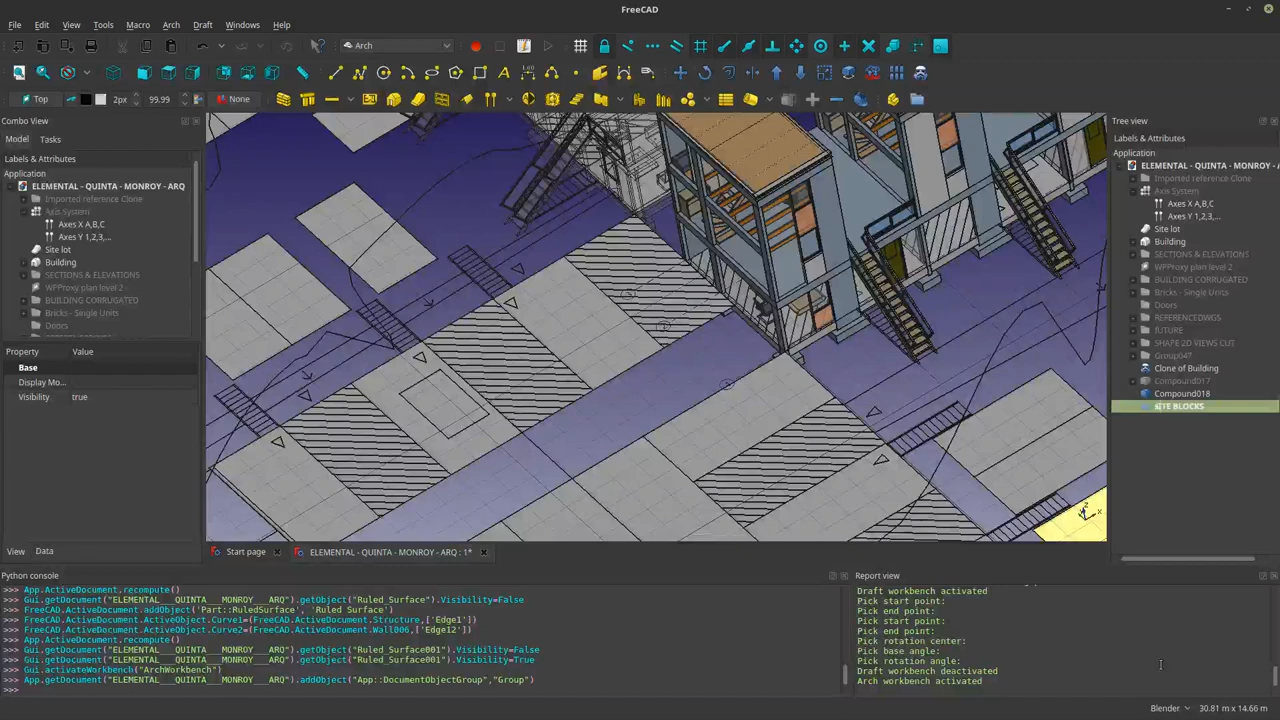 FreeCAD
File Edit View Tools Macro Arch Draft Windows Help
Arch
Top 2px 99.99 None
Combo View
Model Tasks
Labels & Attributes
Application
ELEMENTAL - QUINTA - MONROY - ARQ
Imported reference Clone
Axis System
Axes X A,B,C
Axes Y 1,2,3,...
Site lot
Building
SECTIONS & ELEVATIONS
WPProxy plan level 2
BUILDING CORRUGATED
Bricks - Single Units
Doors
Property Value
Base
Display Mo...
Visibility true
View Data
Start page ELEMENTAL - QUINTA - MONROY - ARQ : 1*
Tree view
Labels & Attributes
Application
ELEMENTAL - QUINTA - MONROY - A
Imported reference Clone
Axis System
Axes X A,B,C
Axes Y 1,2,3,...
Site lot
Building
SECTIONS & ELEVATIONS
WPProxy plan level 2
BUILDING CORRUGATED
Bricks - Single Units
Doors
REFERENCEDWGS
fUTURE
SHAPE 2D VIEWS CUT
Group047
Clone of Building
Compound017
Compound018
sITE BLOCKS
Python console
>>> App.ActiveDocument.recompute()
>>> Gui.getDocument("ELEMENTAL___QUINTA___MONROY___ARQ").getObject("Ruled_Surface").Visibility=False
>>> FreeCAD.ActiveDocument.addObject('Part::RuledSurface', 'Ruled Surface')
>>> FreeCAD.ActiveDocument.ActiveObject.Curve1=(FreeCAD.ActiveDocument.Structure,['Edge1'])
>>> FreeCAD.ActiveDocument.ActiveObject.Curve2=(FreeCAD.ActiveDocument.Wall006,['Edge12'])
>>> App.ActiveDocument.recompute()
>>> Gui.getDocument("ELEMENTAL___QUINTA___MONROY___ARQ").getObject("Ruled_Surface001").Visibility=False
>>> Gui.getDocument("ELEMENTAL___QUINTA___MONROY___ARQ").getObject("Ruled_Surface001").Visibility=True
>>> Gui.activateWorkbench("ArchWorkbench")
>>> App.getDocument("ELEMENTAL___QUINTA___MONROY___ARQ").addObject("App::DocumentObjectGroup","Group")
>>>
Report view
Draft workbench activated
Pick start point:
Pick end point:
Pick start point:
Pick end point:
Pick rotation center:
Pick base angle:
Pick rotation angle:
Draft workbench deactivated
Arch workbench activated
Blender 30.81 m x 14.66 m